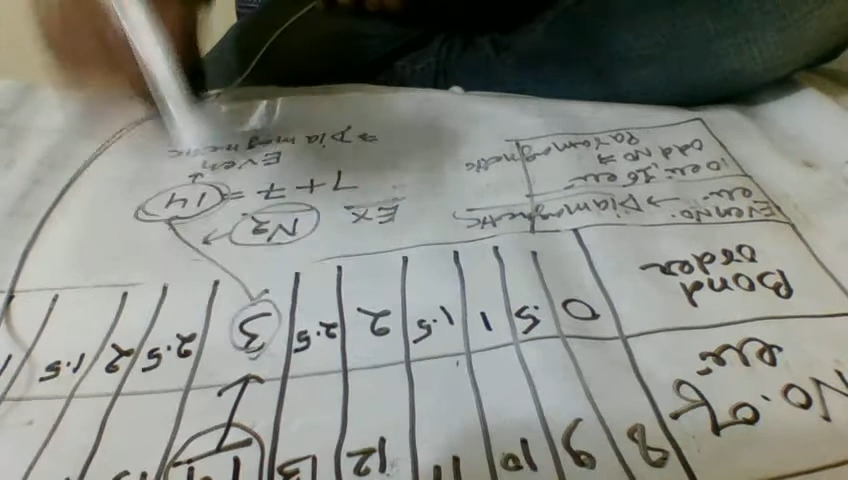 No. of ele: 8 9 10 11 12 13 14
Bond order 0 .5 1 1.5 2 2.5 3 2.5 2 1.5
Even No. → Diamagnetic
ele:
10 ele, 16 ele
odd No ⇒ Paramagnetic
Ex N2 →
7+7 = 14
→ Even
⇒ Diamagnetic